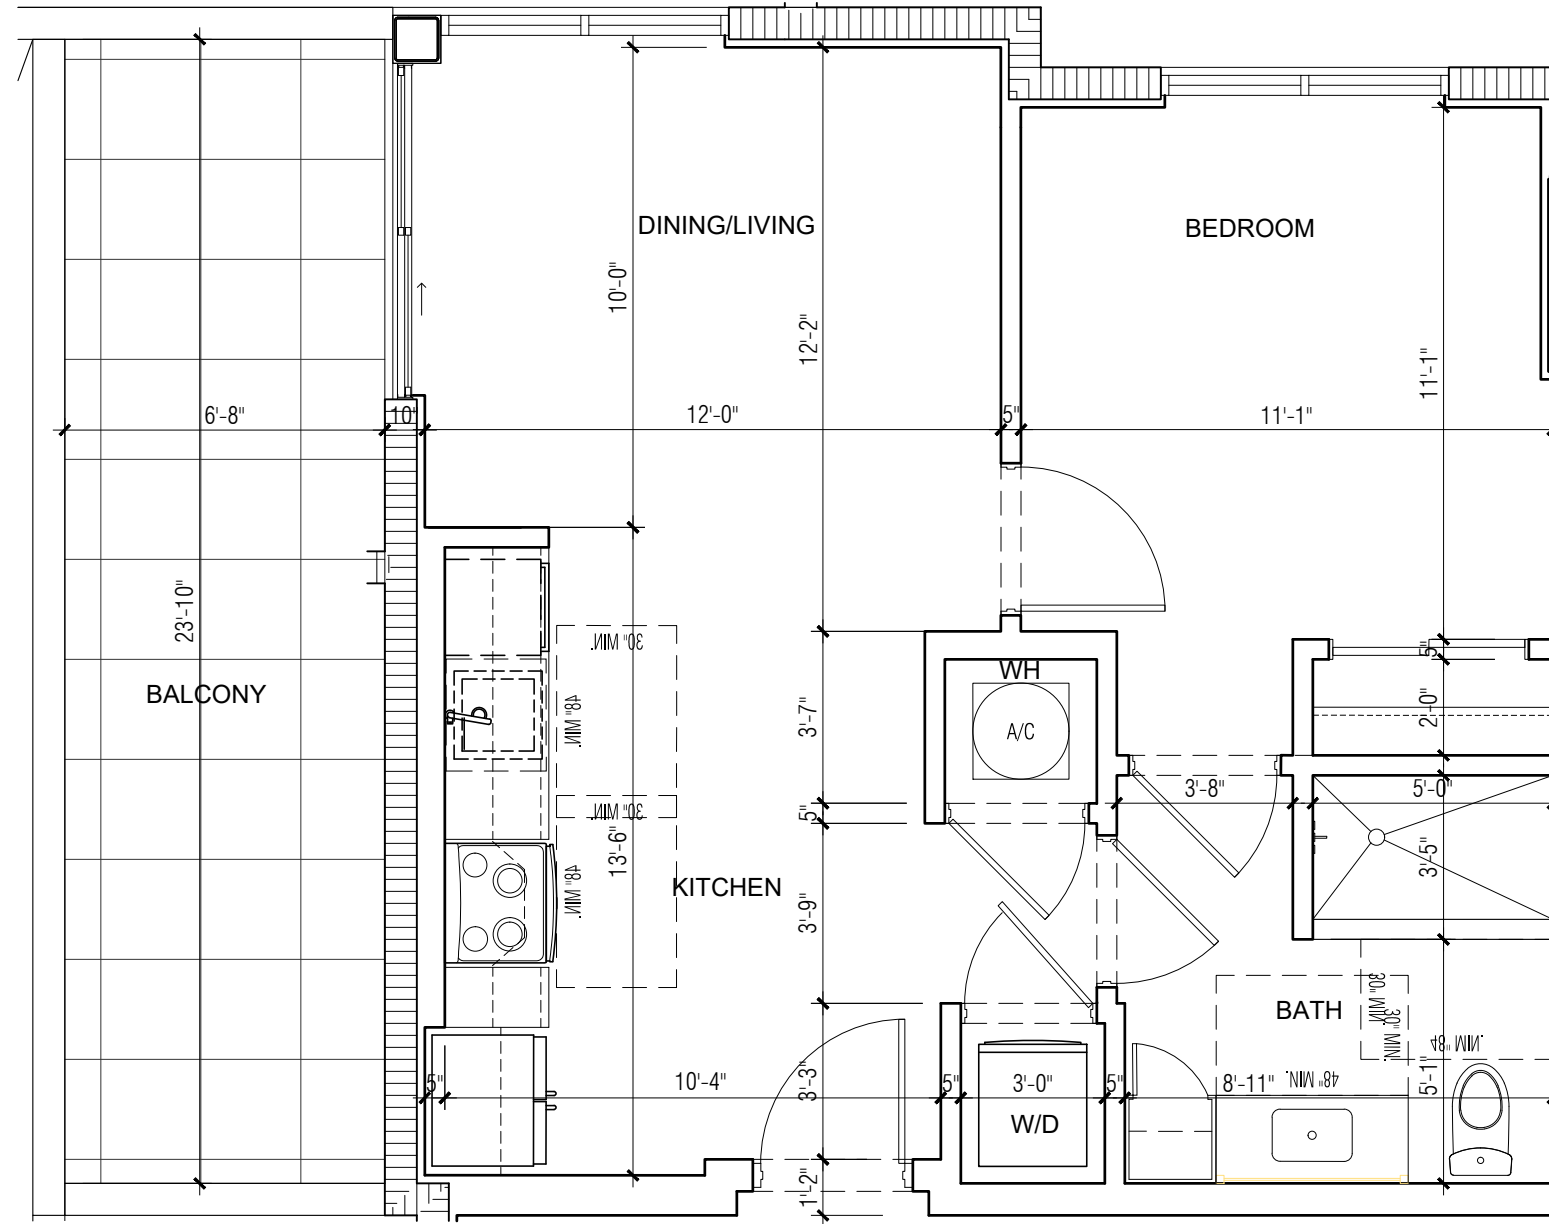 DINING/LIVING
BEDROOM
10'-0"
12'-2"
11'-1"
6'-8"
10"
12'-0"
5"
11'-1"
23'-10"
BALCONY
30" MIN.
48" MIN.
WH
A/C
3'-7"
5"
2'-0"
3'-8"
5'-0"
30" MIN.
5"
13'-6"
3'-5"
48" MIN.
KITCHEN
3'-9"
BATH
30" MIN.
30" MIN.
48" MIN.
5"
10'-4"
3'-3"
5"
3'-0"
5"
8'-11"
48" MIN.
5'-1"
W/D
1'-2"